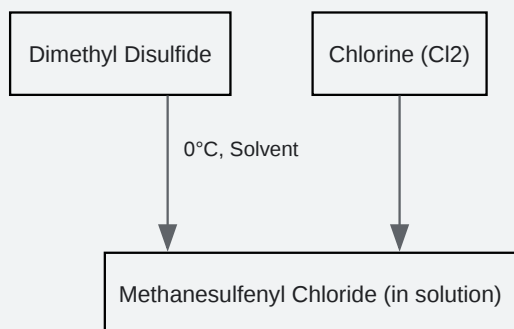 Dimethyl Disulfide
Chlorine (Cl2)
0°C, Solvent
Methanesulfenyl Chloride (in solution)